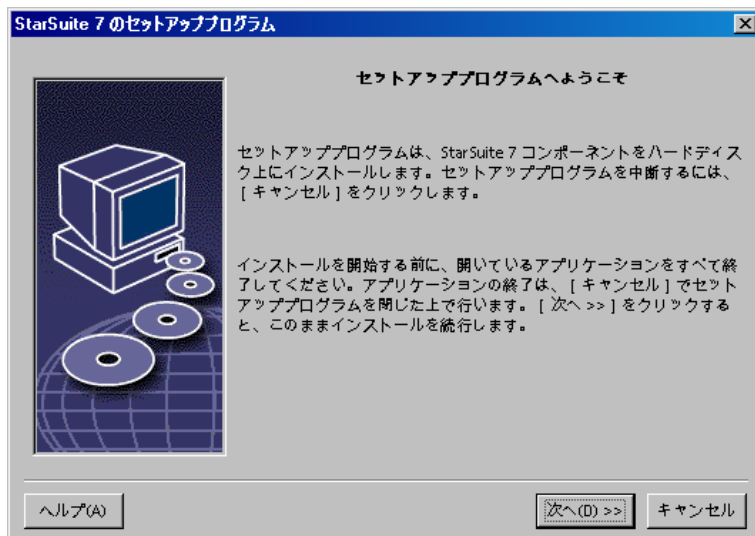 StarSuite 7 のセットアッププログラム
セットアッププログラムへようこそ
セットアッププログラムは、StarSuite 7 コンポーネントをハードディス
ク上にインストールします。セットアッププログラムを中断するには、
[ キャンセル ] をクリックします。
インストールを開始する前に、開いているアプリケーションをすべて終
了してください。アプリケーションの終了は、[ キャンセル ] でセット
アッププログラムを閉じた上で行います。[ 次へ >> ] をクリックする
と、このままインストールを続行します。
ヘルプ(A)
次へ(D) >>
キャンセル